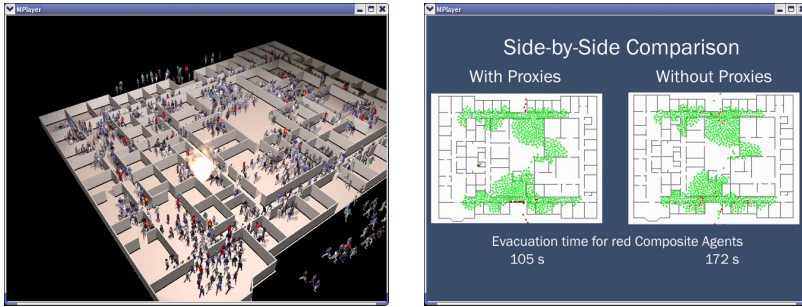 MPlayer
MPlayer
Side-by-Side Comparison
With Proxies
Without Proxies
Evacuation time for red Composite Agents
105 s
172 s